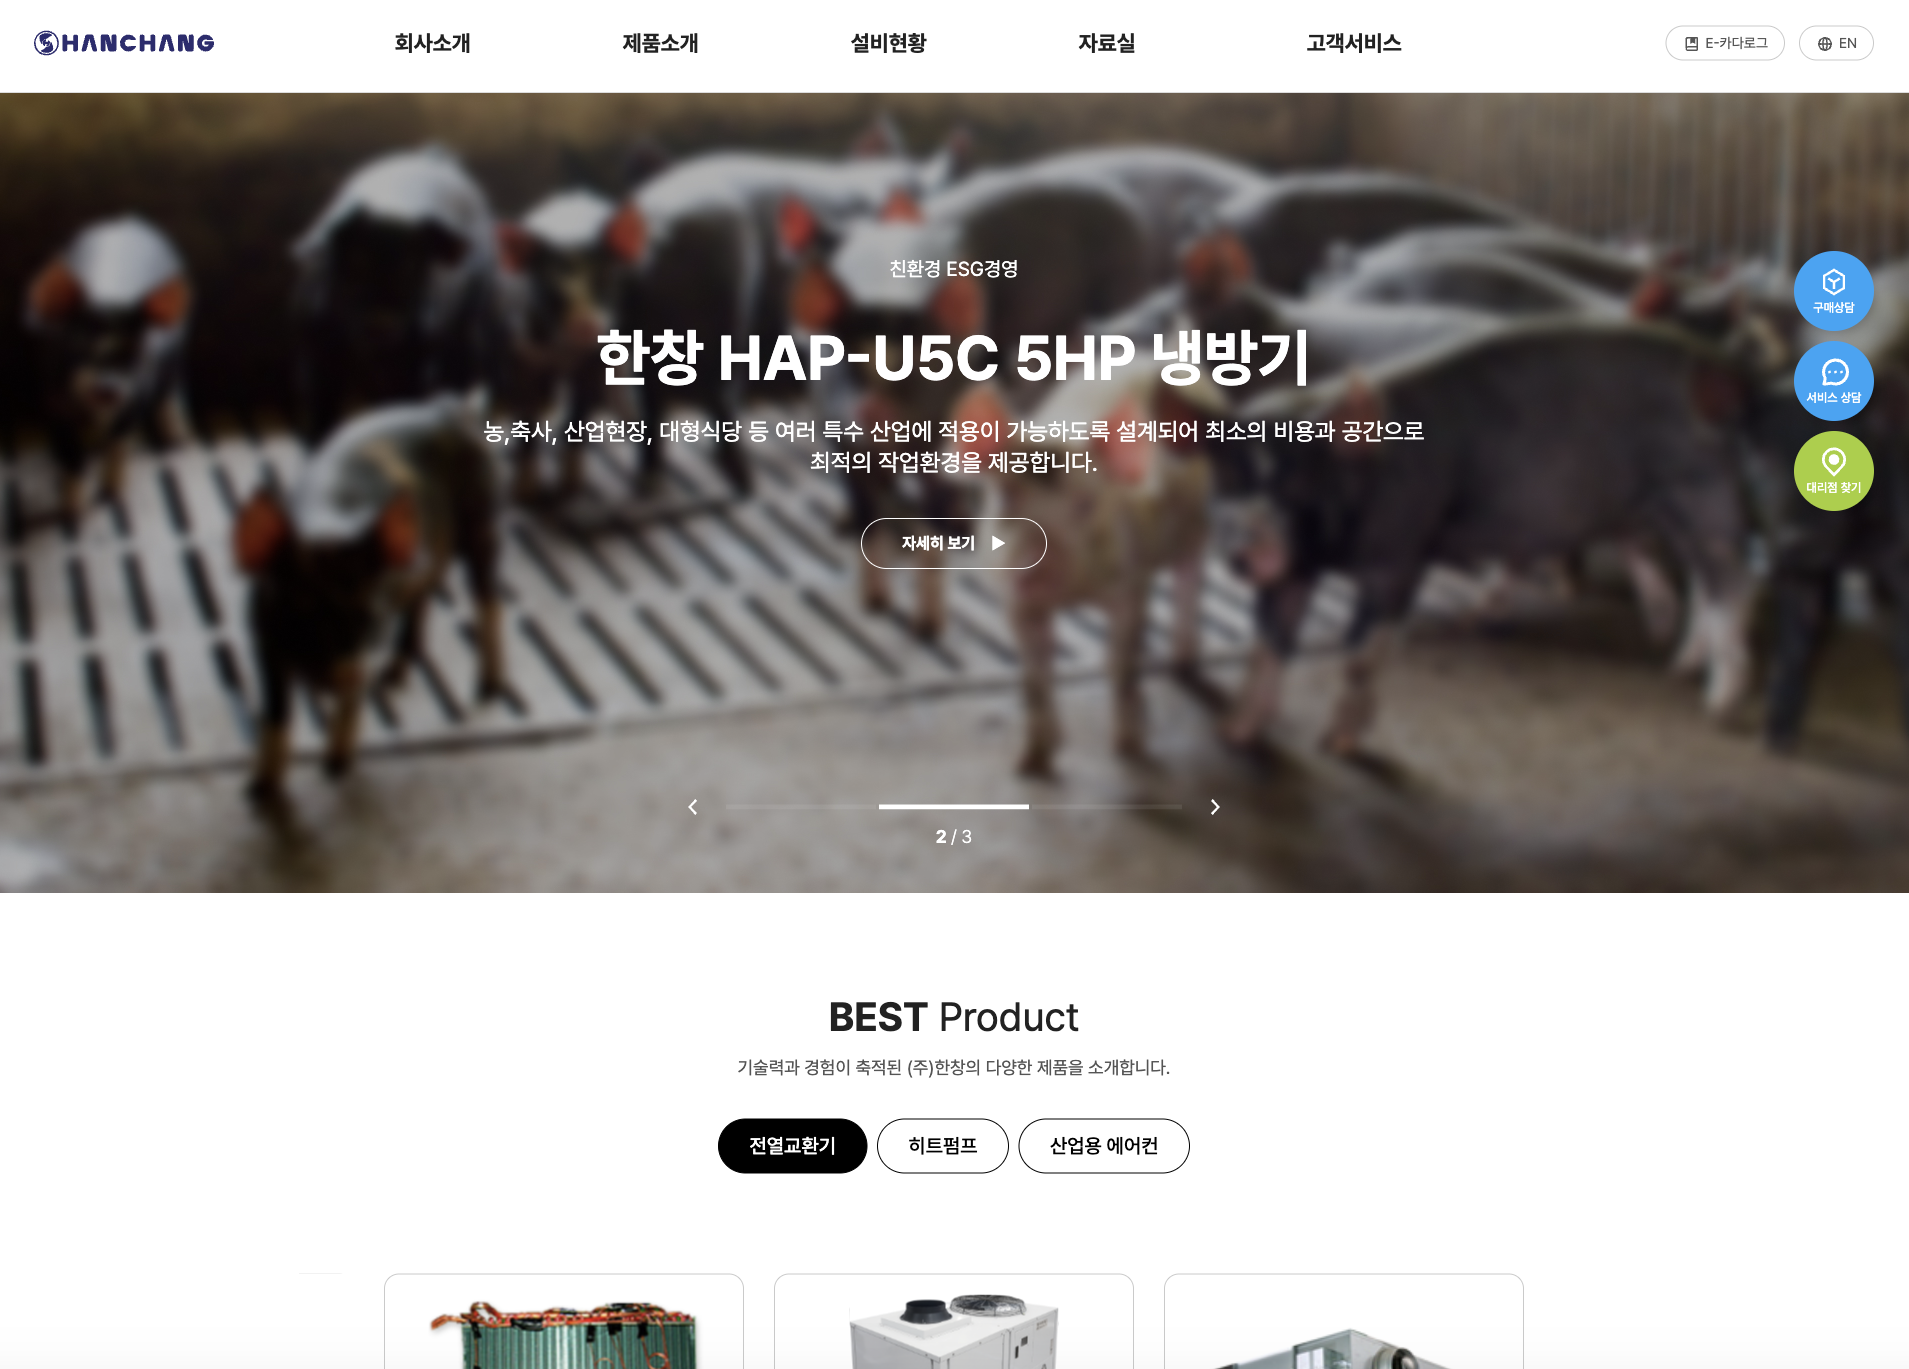 HANCHANG
회사소개
제품소개
설비현황
자료실
고객서비스
E-카다로그
EN
친환경 ESG경영
한창 HAP-U5C 5HP 냉방기
농,축사, 산업현장, 대형식당 등 여러 특수 산업에 적용이 가능하도록 설계되어 최소의 비용과 공간으로
최적의 작업환경을 제공합니다.
자세히 보기
구매상담
서비스 상담
대리점 찾기
2 / 3
BEST Product
기술력과 경험이 축적된 (주)한창의 다양한 제품을 소개합니다.
전열교환기
히트펌프
산업용 에어컨